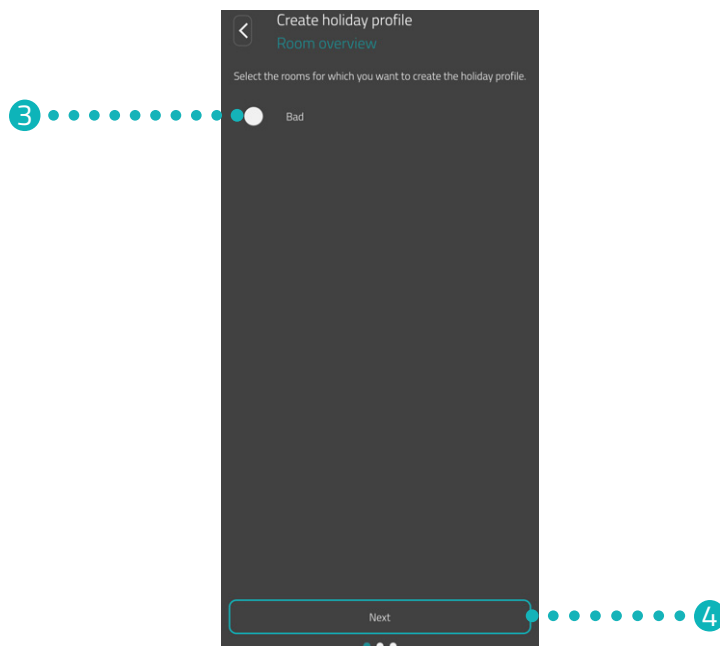 Create holiday profile
Room overview
Select the rooms for which you want to create the holiday profile.
3
Bad
Next
4